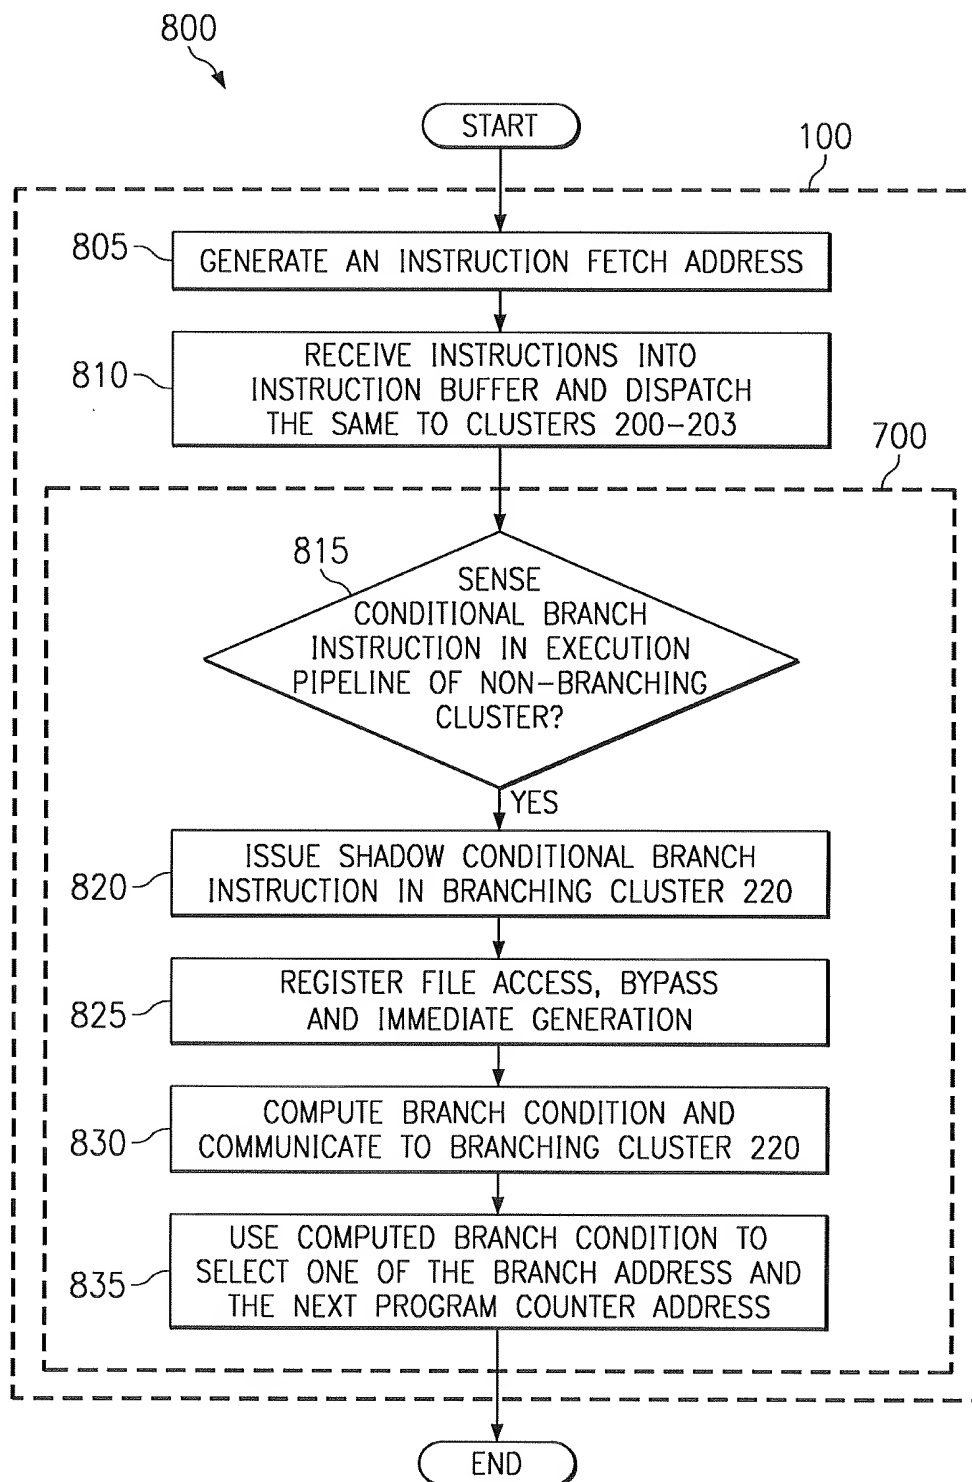 800
START
100
805
GENERATE AN INSTRUCTION FETCH ADDRESS
810
RECEIVE INSTRUCTIONS INTO
INSTRUCTION BUFFER AND DISPATCH
THE SAME TO CLUSTERS 200-203
700
815
SENSE
CONDITIONAL BRANCH
INSTRUCTION IN EXECUTION
PIPELINE OF NON-BRANCHING
CLUSTER?
YES
820
ISSUE SHADOW CONDITIONAL BRANCH
INSTRUCTION IN BRANCHING CLUSTER 220
825
REGISTER FILE ACCESS, BYPASS
AND IMMEDIATE GENERATION
830
COMPUTE BRANCH CONDITION AND
COMMUNICATE TO BRANCHING CLUSTER 220
835
USE COMPUTED BRANCH CONDITION TO
SELECT ONE OF THE BRANCH ADDRESS AND
THE NEXT PROGRAM COUNTER ADDRESS
END